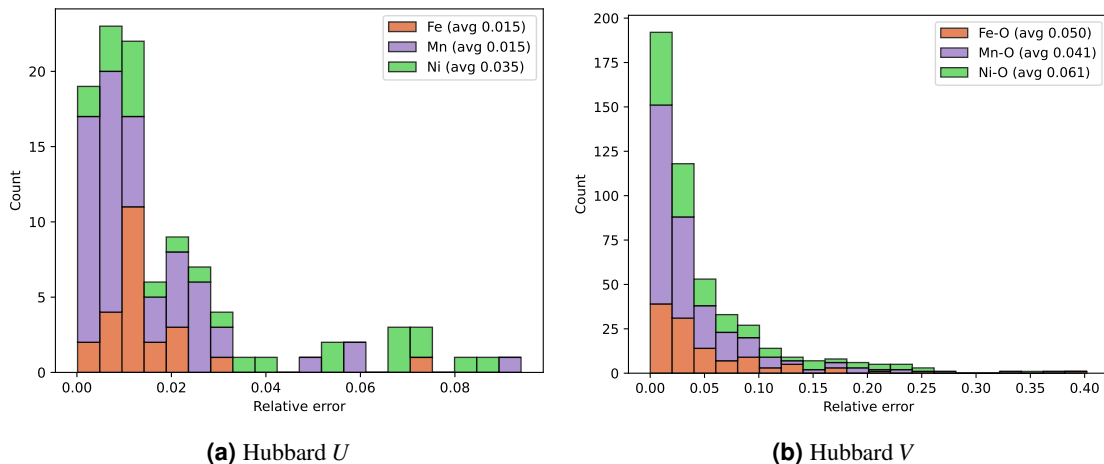 Fe (avg 0.015)
Mn (avg 0.015)
Ni (avg 0.035)
Count
20
15
10
5
0
0.00 0.02 0.04 0.06 0.08
Relative error
(a) Hubbard U
Fe-O (avg 0.050)
Mn-O (avg 0.041)
Ni-O (avg 0.061)
Count
200
175
150
125
100
75
50
25
0
0.00 0.05 0.10 0.15 0.20 0.25 0.30 0.35 0.40
Relative error
(b) Hubbard V